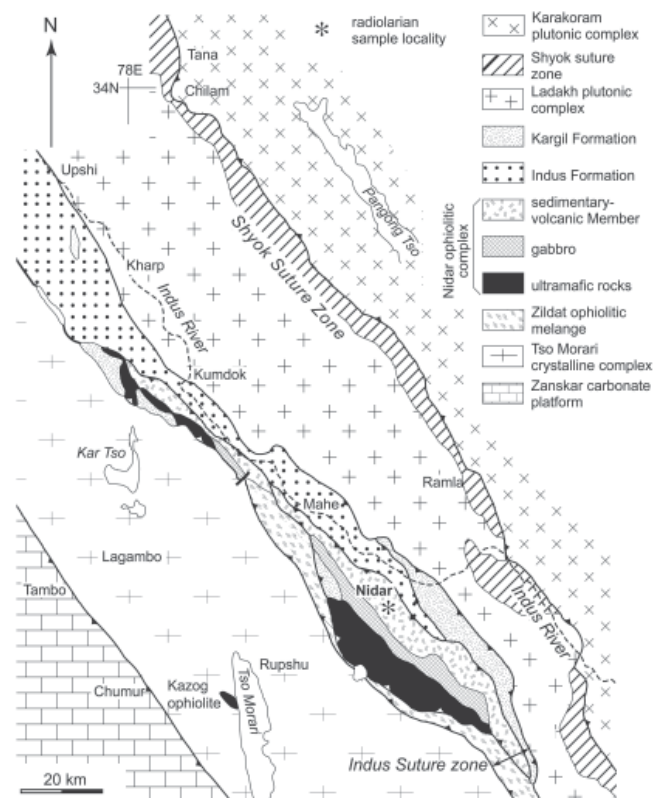 N
78E
34N
radiolarian
sample locality
Karakoram
plutonic complex
Shyok suture
zone
Ladakh plutonic
complex
Kargil Formation
Indus Formation
Nidar ophiolitic
complex
sedimentary-
volcanic Member
gabbro
ultramafic rocks
Zildat ophiolitic
melange
Tso Morari
crystalline complex
Zanskar carbonate
platform
Tana
Chilam
Pangong Tso
Upshi
Shyok Suture Zone
Kharp
Indus River
Kumdok
Kar Tso
Ramla
Mahe
Lagambo
Tambo
Nidar
Indus River
Rupshu
Kazog
ophiolite
Tso Morari
Chumur
Indus Suture zone
20 km